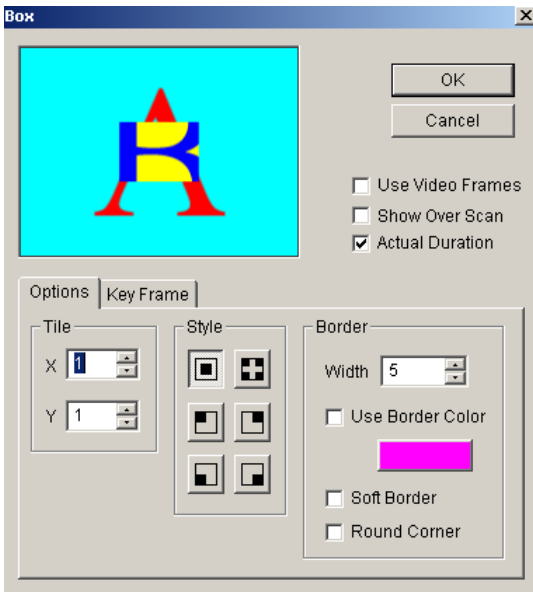 Box
A
OK
Cancel
Use Video Frames
Show Over Scan
Actual Duration
Options Key Frame
Tile Style Border
X 1
Width 5
Y 1
Use Border Color
Soft Border
Round Corner